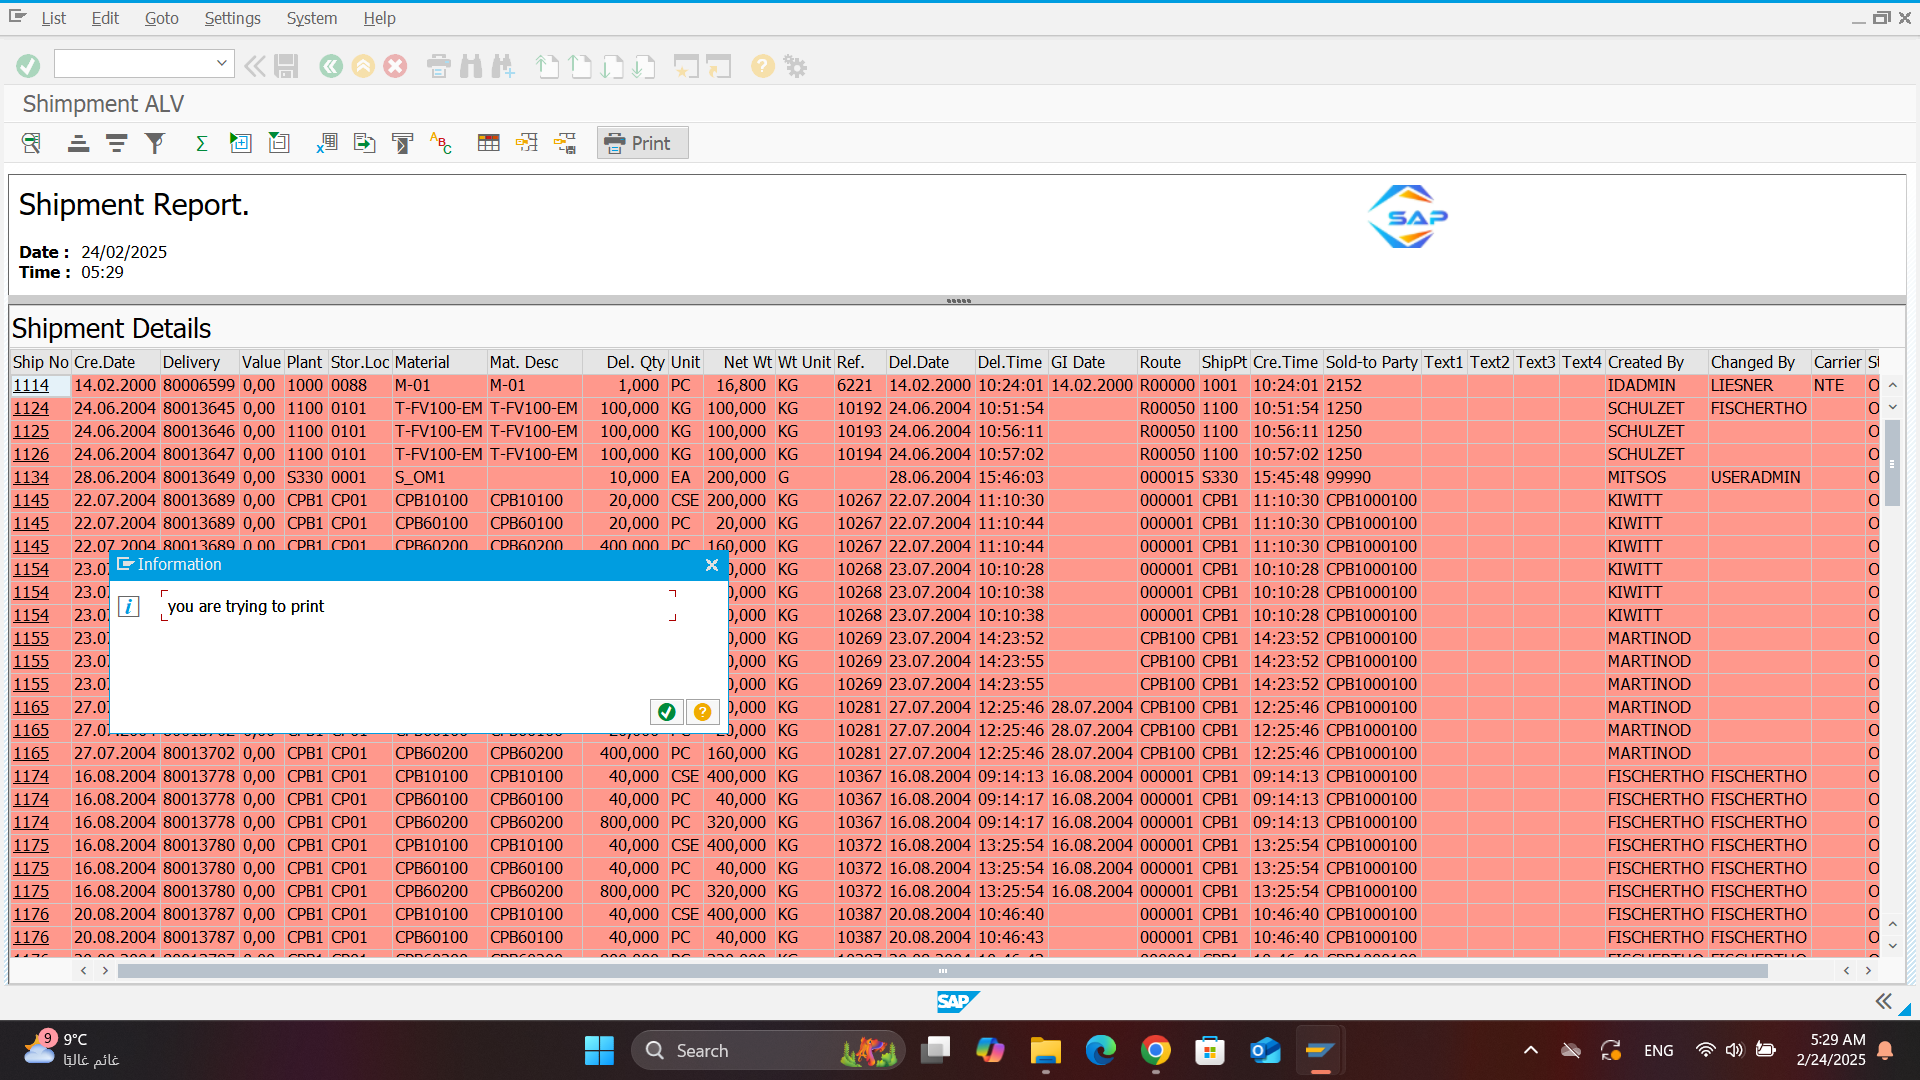 List Edit Goto Settings System Help
Shimpment ALV
Print
Shipment Report.
SAP
Date : 24/02/2025
Time : 05:29
Shipment Details
Ship No Cre.Date Delivery Value Plant Stor.Loc Material Mat. Desc Del. Qty Unit Net Wt Wt Unit Ref. Del.Date Del.Time GI Date Route ShipPt Cre.Time Sold-to Party Text1 Text2 Text3 Text4 Created By Changed By Carrier St
1114 14.02.2000 80006599 0,00 1000 0088 M-01 M-01 1,000 PC 16,800 KG 6221 14.02.2000 10:24:01 14.02.2000 R00000 1001 10:24:01 2152 IDADMIN LIESNER NTE O
1124 24.06.2004 80013645 0,00 1100 0101 T-FV100-EM T-FV100-EM 100,000 KG 100,000 KG 10192 24.06.2004 10:51:54 R00050 1100 10:51:54 1250 SCHULZET FISCHERTHO O
1125 24.06.2004 80013646 0,00 1100 0101 T-FV100-EM T-FV100-EM 100,000 KG 100,000 KG 10193 24.06.2004 10:56:11 R00050 1100 10:56:11 1250 SCHULZET O
1126 24.06.2004 80013647 0,00 1100 0101 T-FV100-EM T-FV100-EM 100,000 KG 100,000 KG 10194 24.06.2004 10:57:02 R00050 1100 10:57:02 1250 SCHULZET O
1134 28.06.2004 80013649 0,00 S330 0001 S_OM1 10,000 EA 200,000 G 28.06.2004 15:46:03 000015 S330 15:45:48 99990 MITSOS USERADMIN O
1145 22.07.2004 80013689 0,00 CPB1 CP01 CPB10100 CPB10100 20,000 CSE 200,000 KG 10267 22.07.2004 11:10:30 000001 CPB1 11:10:30 CPB1000100 KIWITT O
1145 22.07.2004 80013689 0,00 CPB1 CP01 CPB60100 CPB60100 20,000 PC 20,000 KG 10267 22.07.2004 11:10:44 000001 CPB1 11:10:30 CPB1000100 KIWITT O
1145 22.07.2004 80013689 0,00 CPB1 CP01 CPB60200 CPB60200 400,000 PC 160,000 KG 10267 22.07.2004 11:10:44 000001 CPB1 11:10:30 CPB1000100 KIWITT O
1154 23.07 0,000 KG 10268 23.07.2004 10:10:28 000001 CPB1 10:10:28 CPB1000100 KIWITT O
1154 23.07 0,000 KG 10268 23.07.2004 10:10:38 000001 CPB1 10:10:28 CPB1000100 KIWITT O
1154 23.07 0,000 KG 10268 23.07.2004 10:10:38 000001 CPB1 10:10:28 CPB1000100 KIWITT O
1155 23.07 0,000 KG 10269 23.07.2004 14:23:52 CPB100 CPB1 14:23:52 CPB1000100 MARTINOD O
1155 23.07 0,000 KG 10269 23.07.2004 14:23:55 CPB100 CPB1 14:23:52 CPB1000100 MARTINOD O
1155 23.07 0,000 KG 10269 23.07.2004 14:23:55 CPB100 CPB1 14:23:52 CPB1000100 MARTINOD O
1165 27.07 0,000 KG 10281 27.07.2004 12:25:46 28.07.2004 CPB100 CPB1 12:25:46 CPB1000100 MARTINOD O
1165 27.07 KG 10281 27.07.2004 12:25:46 28.07.2004 CPB100 CPB1 12:25:46 CPB1000100 MARTINOD O
1165 27.07.2004 80013702 0,00 CPB1 CP01 CPB60200 CPB60200 400,000 PC 160,000 KG 10281 27.07.2004 12:25:46 28.07.2004 CPB100 CPB1 12:25:46 CPB1000100 MARTINOD O
1174 16.08.2004 80013778 0,00 CPB1 CP01 CPB10100 CPB10100 40,000 CSE 400,000 KG 10367 16.08.2004 09:14:13 16.08.2004 000001 CPB1 09:14:13 CPB1000100 FISCHERTHO FISCHERTHO O
1174 16.08.2004 80013778 0,00 CPB1 CP01 CPB60100 CPB60100 40,000 PC 40,000 KG 10367 16.08.2004 09:14:17 16.08.2004 000001 CPB1 09:14:13 CPB1000100 FISCHERTHO FISCHERTHO O
1174 16.08.2004 80013778 0,00 CPB1 CP01 CPB60200 CPB60200 800,000 PC 320,000 KG 10367 16.08.2004 09:14:17 16.08.2004 000001 CPB1 09:14:13 CPB1000100 FISCHERTHO FISCHERTHO O
1175 16.08.2004 80013780 0,00 CPB1 CP01 CPB10100 CPB10100 40,000 CSE 400,000 KG 10372 16.08.2004 13:25:54 16.08.2004 000001 CPB1 13:25:54 CPB1000100 FISCHERTHO FISCHERTHO O
1175 16.08.2004 80013780 0,00 CPB1 CP01 CPB60100 CPB60100 40,000 PC 40,000 KG 10372 16.08.2004 13:25:54 16.08.2004 000001 CPB1 13:25:54 CPB1000100 FISCHERTHO FISCHERTHO O
1175 16.08.2004 80013780 0,00 CPB1 CP01 CPB60200 CPB60200 800,000 PC 320,000 KG 10372 16.08.2004 13:25:54 16.08.2004 000001 CPB1 13:25:54 CPB1000100 FISCHERTHO FISCHERTHO O
1176 20.08.2004 80013787 0,00 CPB1 CP01 CPB10100 CPB10100 40,000 CSE 400,000 KG 10387 20.08.2004 10:46:40 000001 CPB1 10:46:40 CPB1000100 FISCHERTHO FISCHERTHO O
1176 20.08.2004 80013787 0,00 CPB1 CP01 CPB60100 CPB60100 40,000 PC 40,000 KG 10387 20.08.2004 10:46:43 000001 CPB1 10:46:40 CPB1000100 FISCHERTHO FISCHERTHO O
Information
you are trying to print
SAP
9
9°C
غائم غالبًا
Search
ENG
5:29 AM
2/24/2025